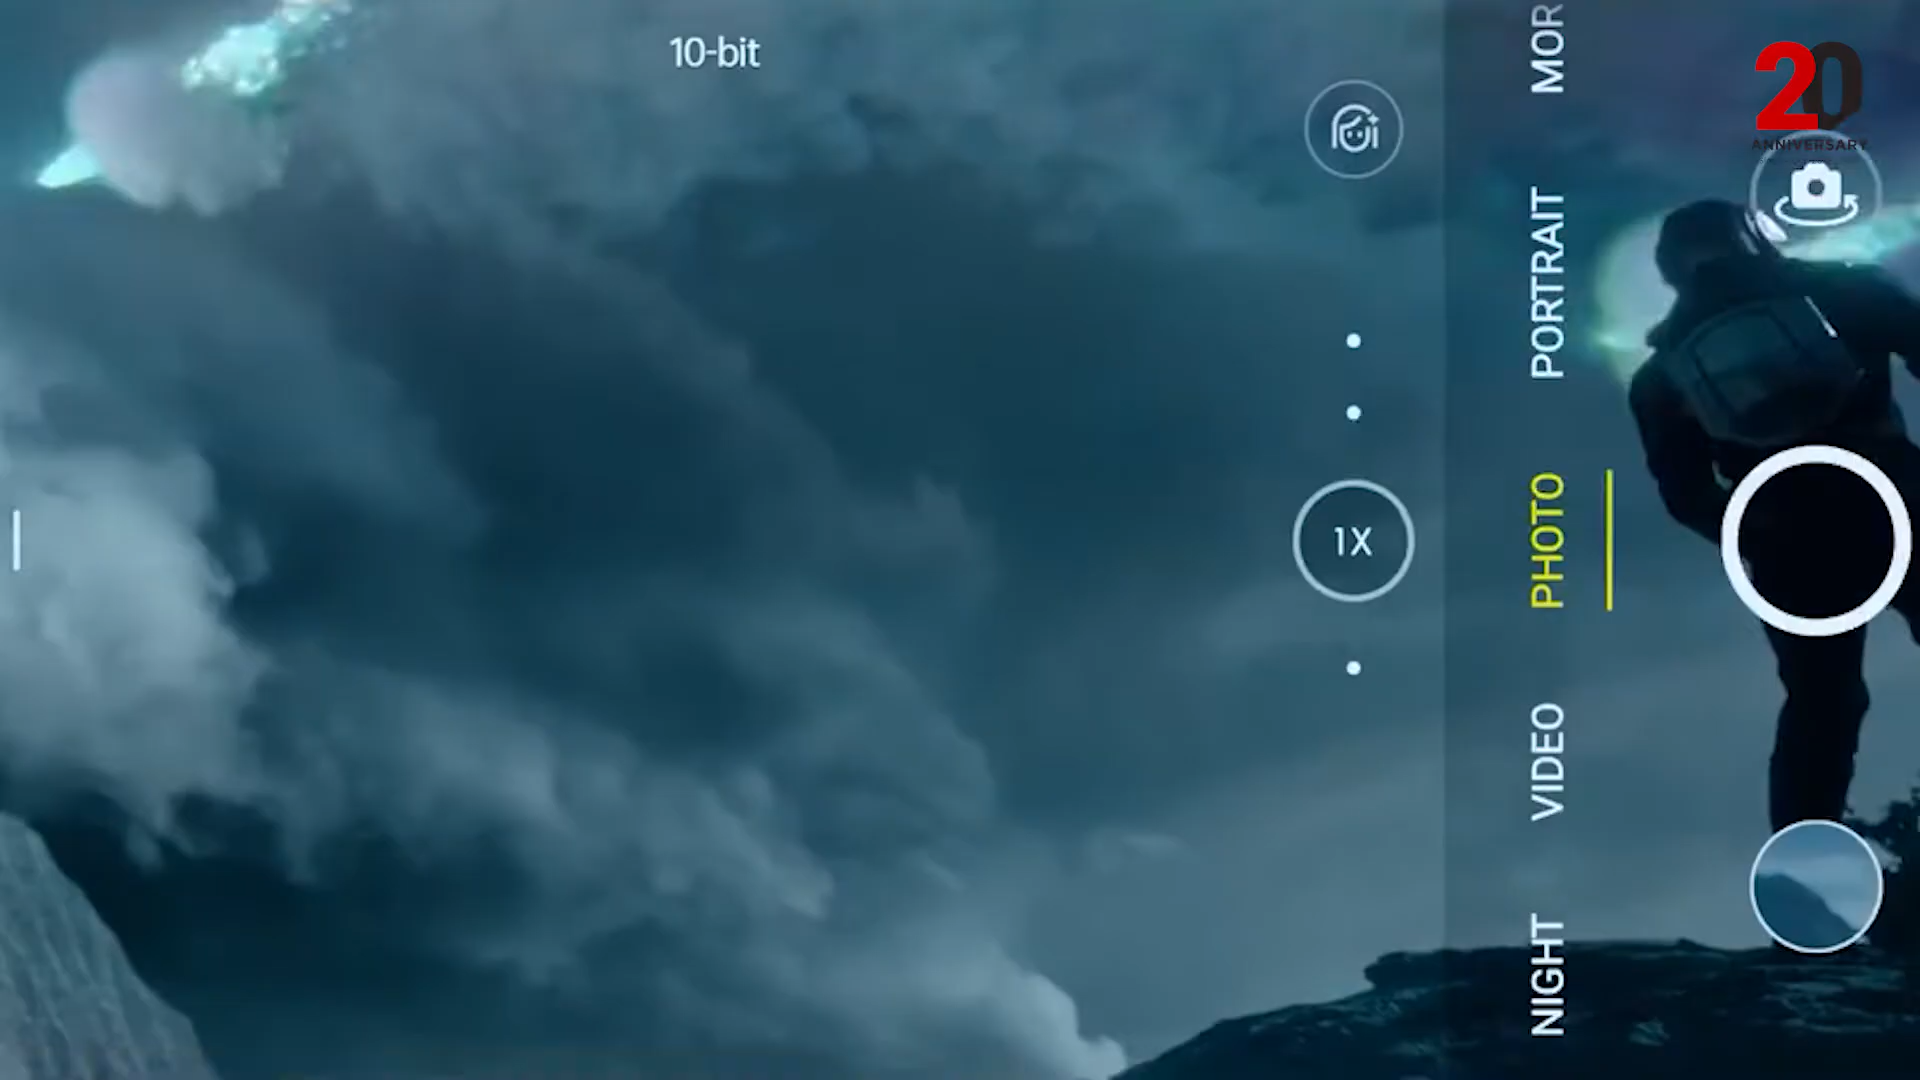 10-bit
20
ANNIVERSARY
MOR
PORTRAIT
PHOTO
VIDEO
NIGHT
1X